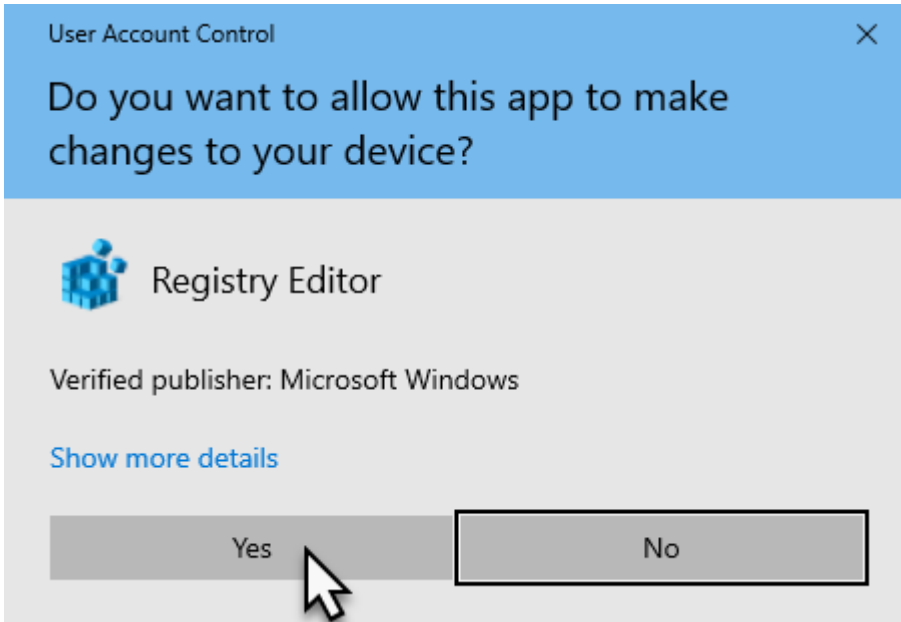 User Account Control
Do you want to allow this app to make
changes to your device?
Registry Editor
Verified publisher: Microsoft Windows
Show more details
Yes
No